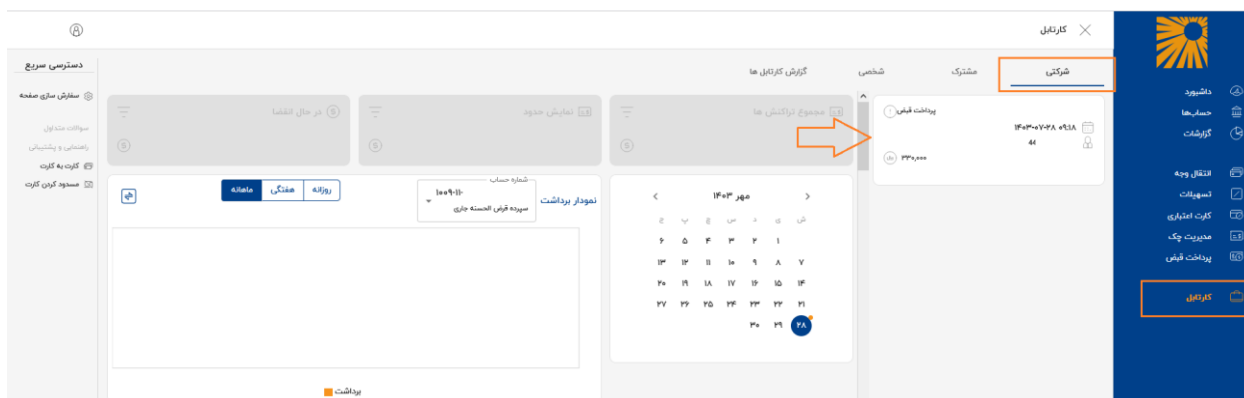 کارتابل
شرکتی
مشترک
شخصی
گزارش کارتابل ها
داشبورد
حساب‌ها
گزارشات
انتقال وجه
تسهیلات
کارت اعتباری
مدیریت چک
پرداخت قبض
کارتابل
پرداخت قبض
۱۴۰۳-۰۷-۲۸ ۰۹:۱۸
۴۴
۳۳۰,۰۰۰
مجموع تراکنش ها
نمایش حدود
در حال انقضا
مهر ۱۴۰۳
ش ی د س چ پ ج
۱ ۲ ۳ ۴ ۵ ۶
۷ ۸ ۹ ۱۰ ۱۱ ۱۲ ۱۳
۱۴ ۱۵ ۱۶ ۱۷ ۱۸ ۱۹ ۲۰
۲۱ ۲۲ ۲۳ ۲۴ ۲۵ ۲۶ ۲۷
۲۸ ۲۹ ۳۰
نمودار برداشت
شماره حساب
۱۰۰۹-۱۱-
سپرده قرض الحسنه جاری
روزانه
هفتگی
ماهانه
برداشت
دسترسی سریع
سفارش سازی صفحه
سوالات متداول
راهنمایی و پشتیبانی
کارت به کارت
مسدود کردن کارت